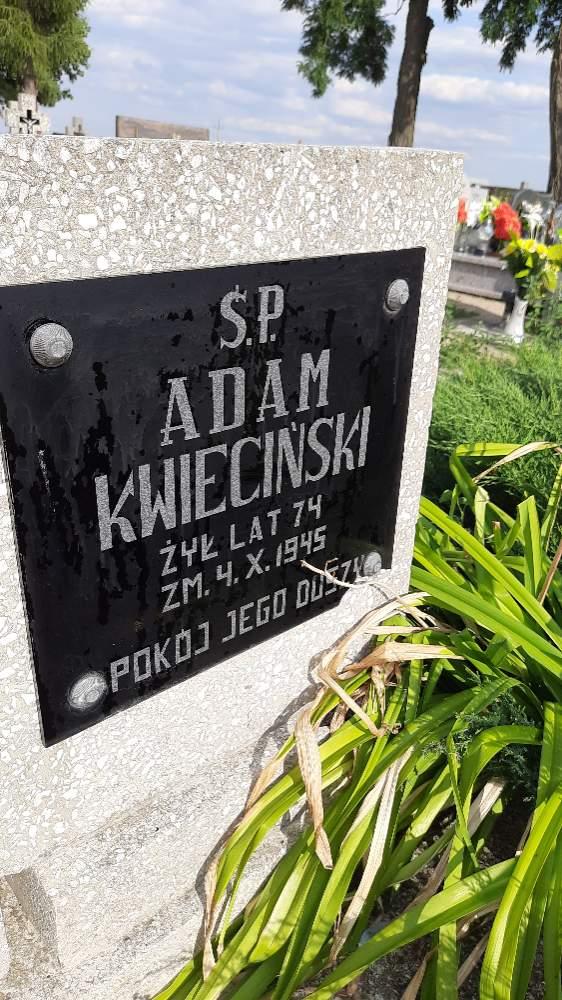 Ś.P.
ADAM
KWIECIŃSKI
ŻYŁ LAT 74
ZM. 4. X. 1945
POKÓJ JEGO DUSZY